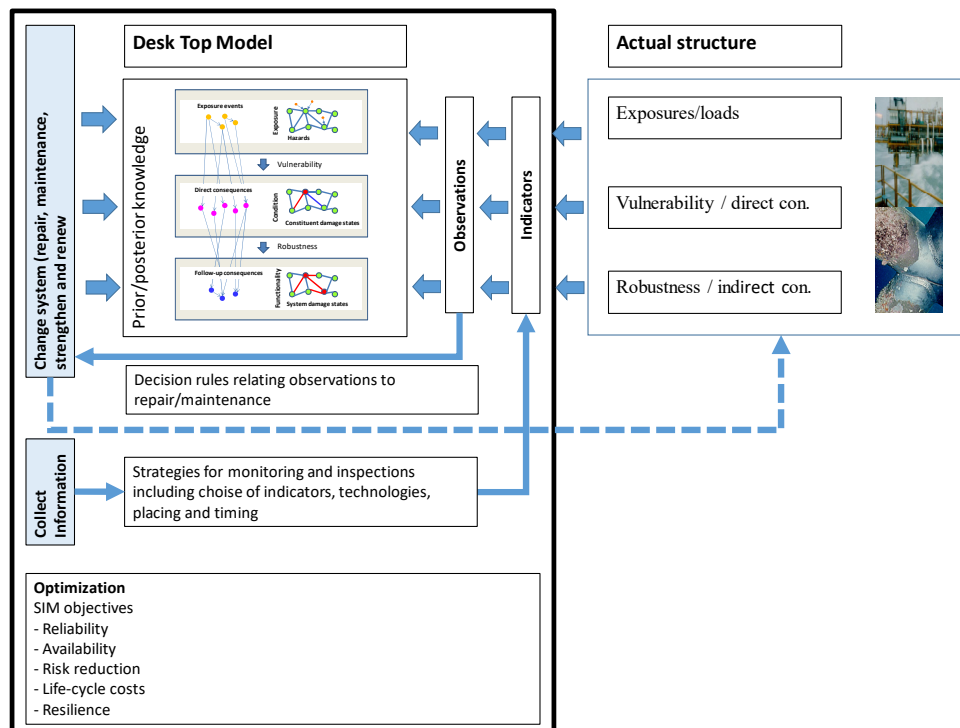 Desk Top Model
Actual structure
Change system (repair, maintenance,
strengthen and renew
Prior/posterior knowledge
Exposure events
Exposure
Hazards
Vulnerability
Direct consequences
Condition
Constituent damage states
Robustness
Follow-up consequences
Functionality
System damage states
Observations
Indicators
Exposures/loads
Vulnerability / direct con.
Robustness / indirect con.
Decision rules relating observations to
repair/maintenance
Collect
Information
Strategies for monitoring and inspections
including choise of indicators, technologies,
placing and timing
Optimization
SIM objectives
- Reliability
- Availability
- Risk reduction
- Life-cycle costs
- Resilience